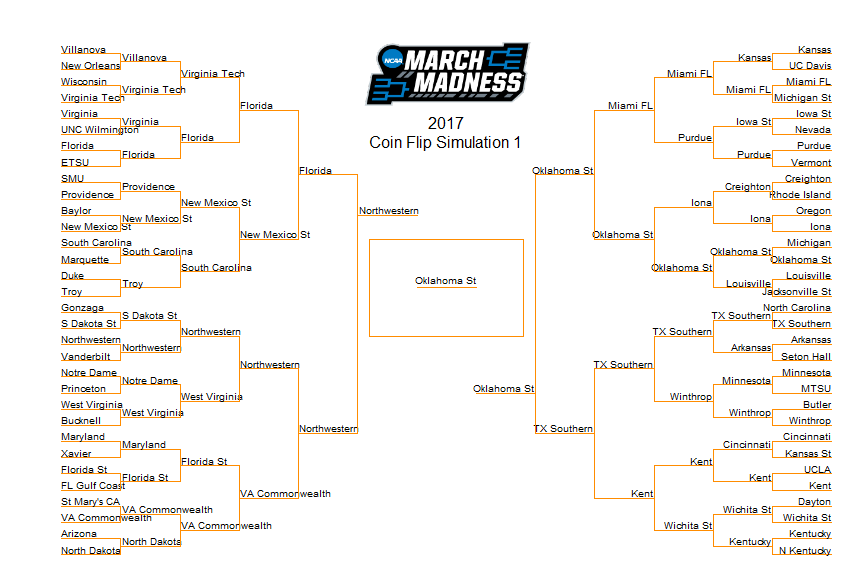 NCAA
MARCH
MADNESS
2017
Coin Flip Simulation 1
Villanova
New Orleans
Wisconsin
Virginia Tech
Virginia
UNC Wilmington
Florida
ETSU
SMU
Providence
Baylor
New Mexico St
South Carolina
Marquette
Duke
Troy
Gonzaga
S Dakota St
Northwestern
Vanderbilt
Notre Dame
Princeton
West Virginia
Bucknell
Maryland
Xavier
Florida St
FL Gulf Coast
St Mary's CA
VA Commonwealth
Arizona
North Dakota
Villanova
Virginia Tech
Virginia
Florida
Providence
New Mexico St
South Carolina
Troy
S Dakota St
Northwestern
Notre Dame
West Virginia
Maryland
Florida St
VA Commonwealth
North Dakota
Virginia Tech
Florida
New Mexico St
South Carolina
Northwestern
West Virginia
Florida St
VA Commonwealth
Florida
New Mexico St
Northwestern
VA Commonwealth
Florida
Northwestern
Northwestern
Oklahoma St
Oklahoma St
Oklahoma St
TX Southern
Miami FL
Oklahoma St
TX Southern
Kent
Miami FL
Purdue
Iona
Oklahoma St
TX Southern
Winthrop
Kent
Wichita St
Kansas
Miami FL
Iowa St
Purdue
Creighton
Iona
Oklahoma St
Louisville
TX Southern
Arkansas
Minnesota
Winthrop
Cincinnati
Kent
Wichita St
Kentucky
Kansas
UC Davis
Miami FL
Michigan St
Iowa St
Nevada
Purdue
Vermont
Creighton
Rhode Island
Oregon
Iona
Michigan
Oklahoma St
Louisville
Jacksonville St
North Carolina
TX Southern
Arkansas
Seton Hall
Minnesota
MTSU
Butler
Winthrop
Cincinnati
Kansas St
UCLA
Kent
Dayton
Wichita St
Kentucky
N Kentucky